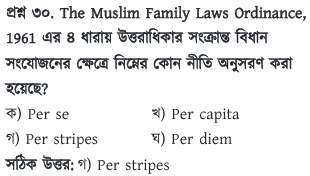 প্রশ্ন ৩০. The Muslim Family Laws Ordinance,
1961 এর ৪ ধারায় উত্তরাধিকার সংক্রান্ত বিধান
সংযোজনের ক্ষেত্রে নিম্নের কোন নীতি অনুসরণ করা
হয়েছে?
ক) Per se খ) Per capita
গ) Per stripes ঘ) Per diem
সঠিক উত্তর: গ) Per stripes